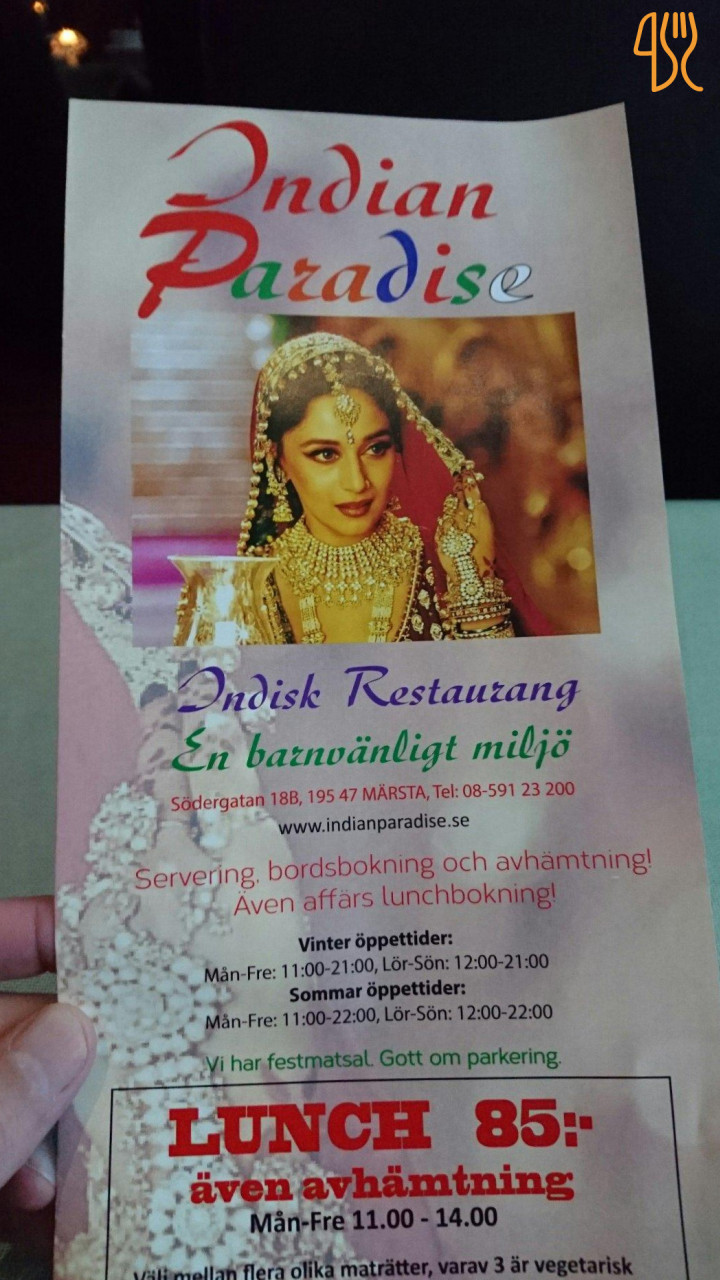 Indian
Paradise
Indisk Restaurang
En barnvänligt miljö
Södergatan 18B, 195 47 MÄRSTA, Tel: 08-591 23 200
www.indianparadise.se
Servering, bordsbokning och avhämtning!
Även affärs lunchbokning!
Vinter öppettider:
Mån-Fre: 11:00-21:00, Lör-Sön: 12:00-21:00
Sommar öppettider:
Mån-Fre: 11:00-22:00, Lör-Sön: 12:00-22:00
Vi har festmatsal. Gott om parkering.
LUNCH 85:-
även avhämtning
Mån-Fre 11.00 - 14.00
Välj mellan flera olika maträtter, varav 3 är vegetarisk